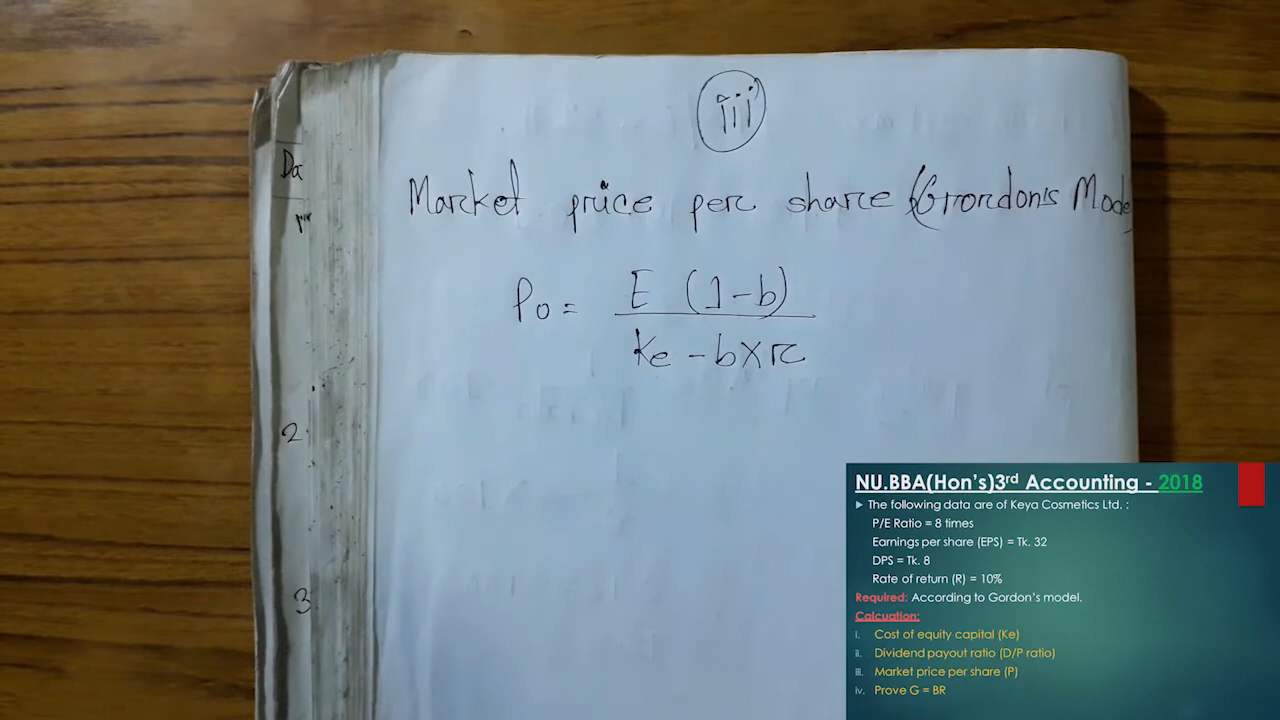 iii
Da
Market price per share (Grordon's Mode
P₀ = E (1-b)
Ke - b×r
2.
3
NU.BBA(Hon's)3rd Accounting - 2018
The following data are of Keya Cosmetics Ltd. :
P/E Ratio = 8 times
Earnings per share (EPS) = Tk. 32
DPS = Tk. 8
Rate of return (R) = 10%
Required: According to Gordon's model.
Calcuation:
i. Cost of equity capital (Ke)
ii. Dividend payout ratio (D/P ratio)
iii. Market price per share (P)
iv. Prove G = BR